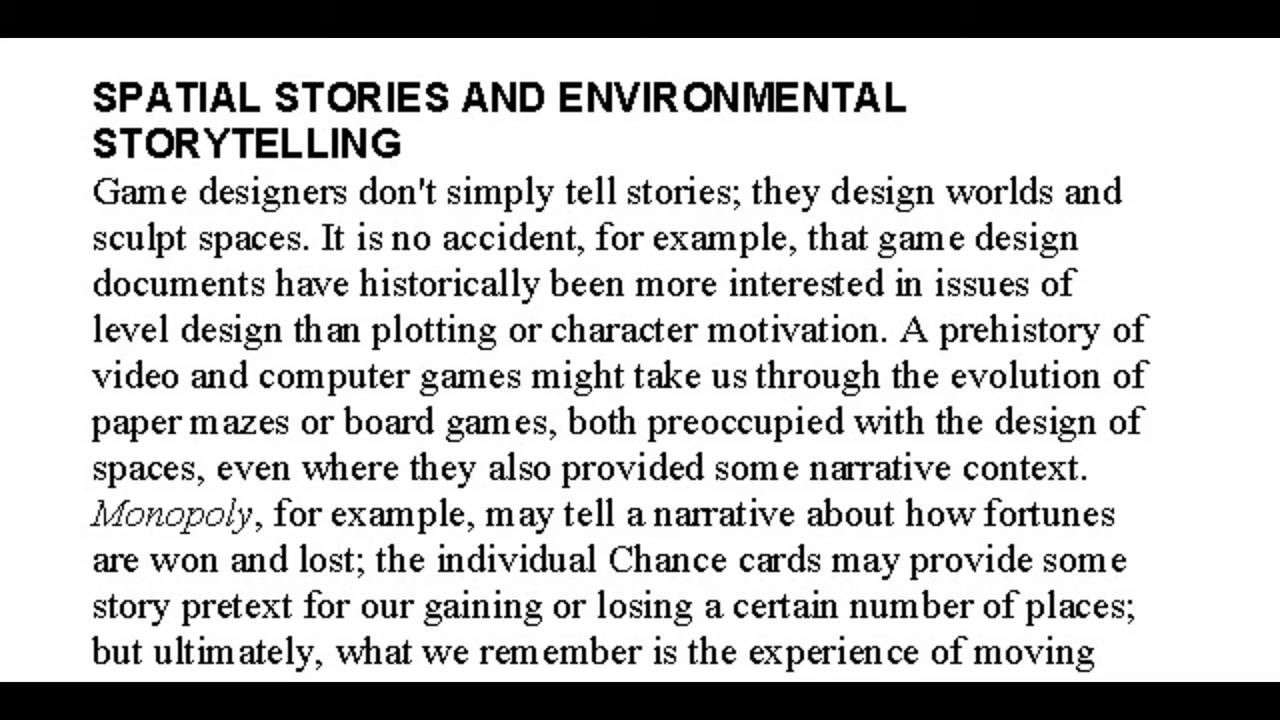 SPATIAL STORIES AND ENVIRONMENTAL
STORYTELLING
Game designers don't simply tell stories; they design worlds and
sculpt spaces. It is no accident, for example, that game design
documents have historically been more interested in issues of
level design than plotting or character motivation. A prehistory of
video and computer games might take us through the evolution of
paper mazes or board games, both preoccupied with the design of
spaces, even where they also provided some narrative context.
Monopoly, for example, may tell a narrative about how fortunes
are won and lost; the individual Chance cards may provide some
story pretext for our gaining or losing a certain number of places;
but ultimately, what we remember is the experience of moving